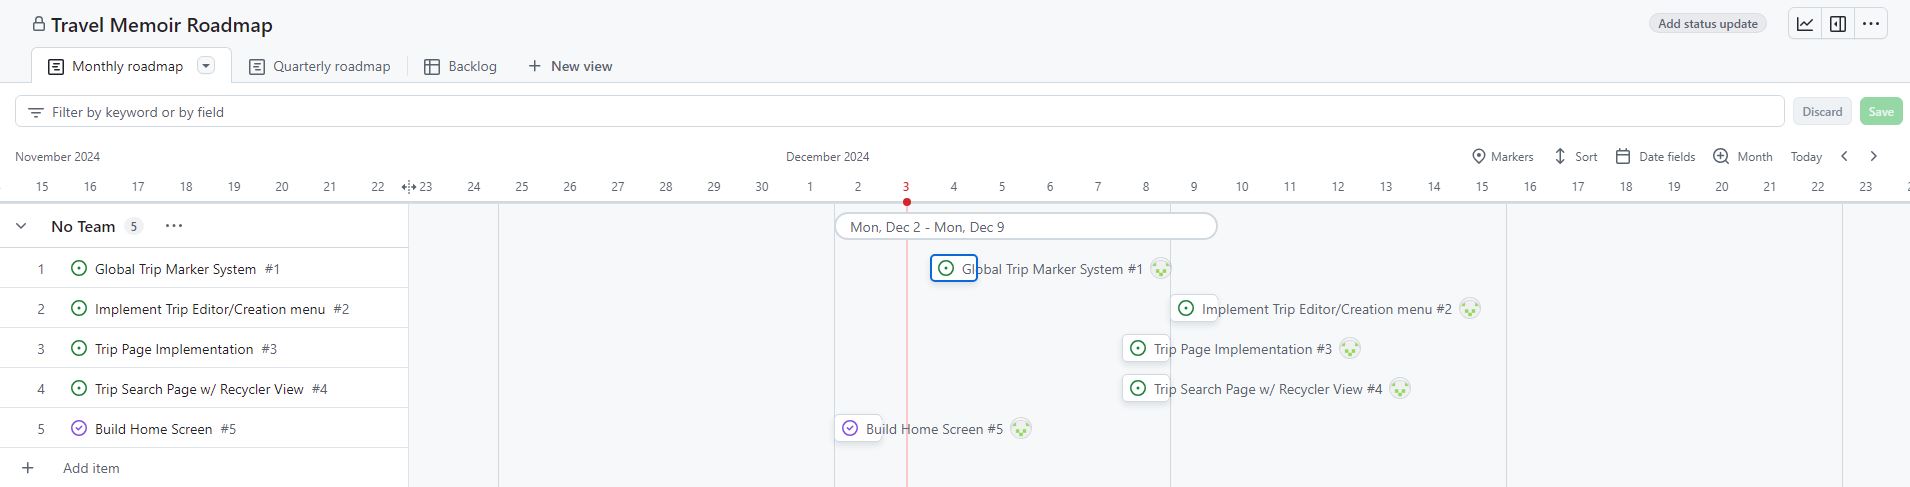 Travel Memoir Roadmap
Add status update
Monthly roadmap
Quarterly roadmap
Backlog
New view
Filter by keyword or by field
Discard
Save
November 2024
December 2024
Markers
Sort
Date fields
Month
Today
15 16 17 18 19 20 21 22 23 24 25 26 27 28 29 30 1 2 3 4 5 6 7 8 9 10 11 12 13 14 15 16 17 18 19 20 21 22 23
No Team 5
Mon, Dec 2 - Mon, Dec 9
1 Global Trip Marker System #1
Global Trip Marker System #1
2 Implement Trip Editor/Creation menu #2
Implement Trip Editor/Creation menu #2
3 Trip Page Implementation #3
Trip Page Implementation #3
4 Trip Search Page w/ Recycler View #4
Trip Search Page w/ Recycler View #4
5 Build Home Screen #5
Build Home Screen #5
+ Add item